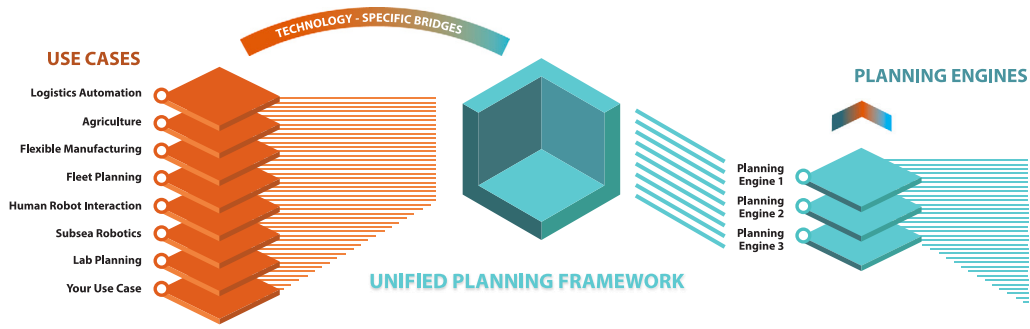 TECHNOLOGY - SPECIFIC BRIDGES
USE CASES
Logistics Automation
Agriculture
Flexible Manufacturing
Fleet Planning
Human Robot Interaction
Subsea Robotics
Lab Planning
Your Use Case
UNIFIED PLANNING FRAMEWORK
PLANNING ENGINES
Planning
Engine 1
Planning
Engine 2
Planning
Engine 3